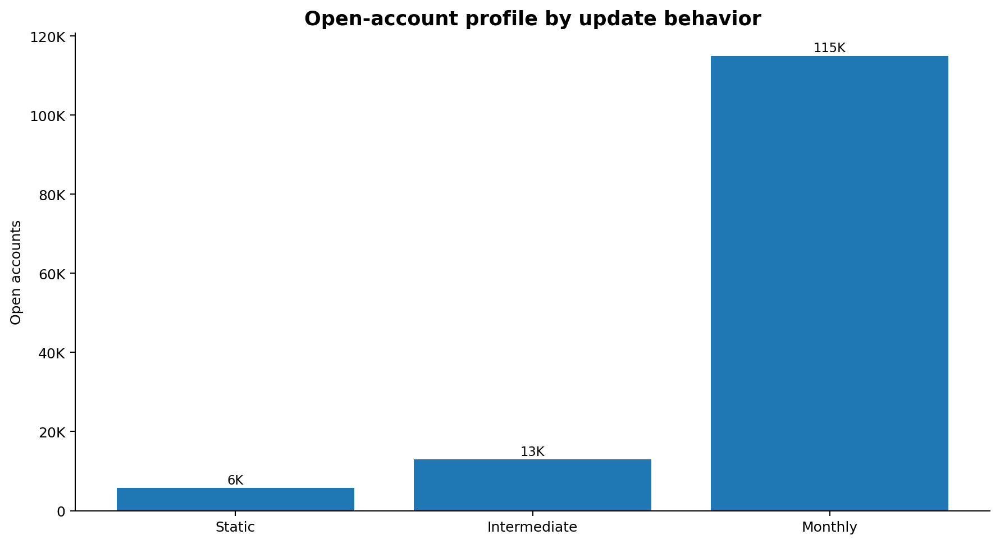 Open-account profile by update behavior
120K
100K
80K
60K
40K
20K
0
Open accounts
6K
13K
115K
Static
Intermediate
Monthly